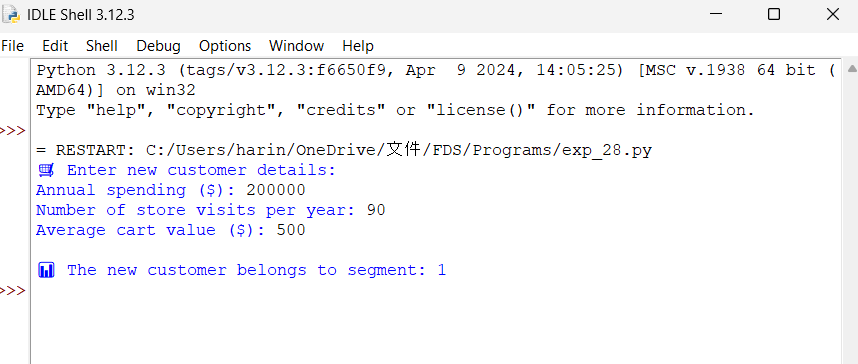 IDLE Shell 3.12.3
File Edit Shell Debug Options Window Help
Python 3.12.3 (tags/v3.12.3:f6650f9, Apr  9 2024, 14:05:25) [MSC v.1938 64 bit (
AMD64)] on win32
Type "help", "copyright", "credits" or "license()" for more information.
>>>
= RESTART: C:/Users/harin/OneDrive/文件/FDS/Programs/exp_28.py
🛒 Enter new customer details:
Annual spending ($): 200000
Number of store visits per year: 90
Average cart value ($): 500
📊 The new customer belongs to segment: 1
>>>